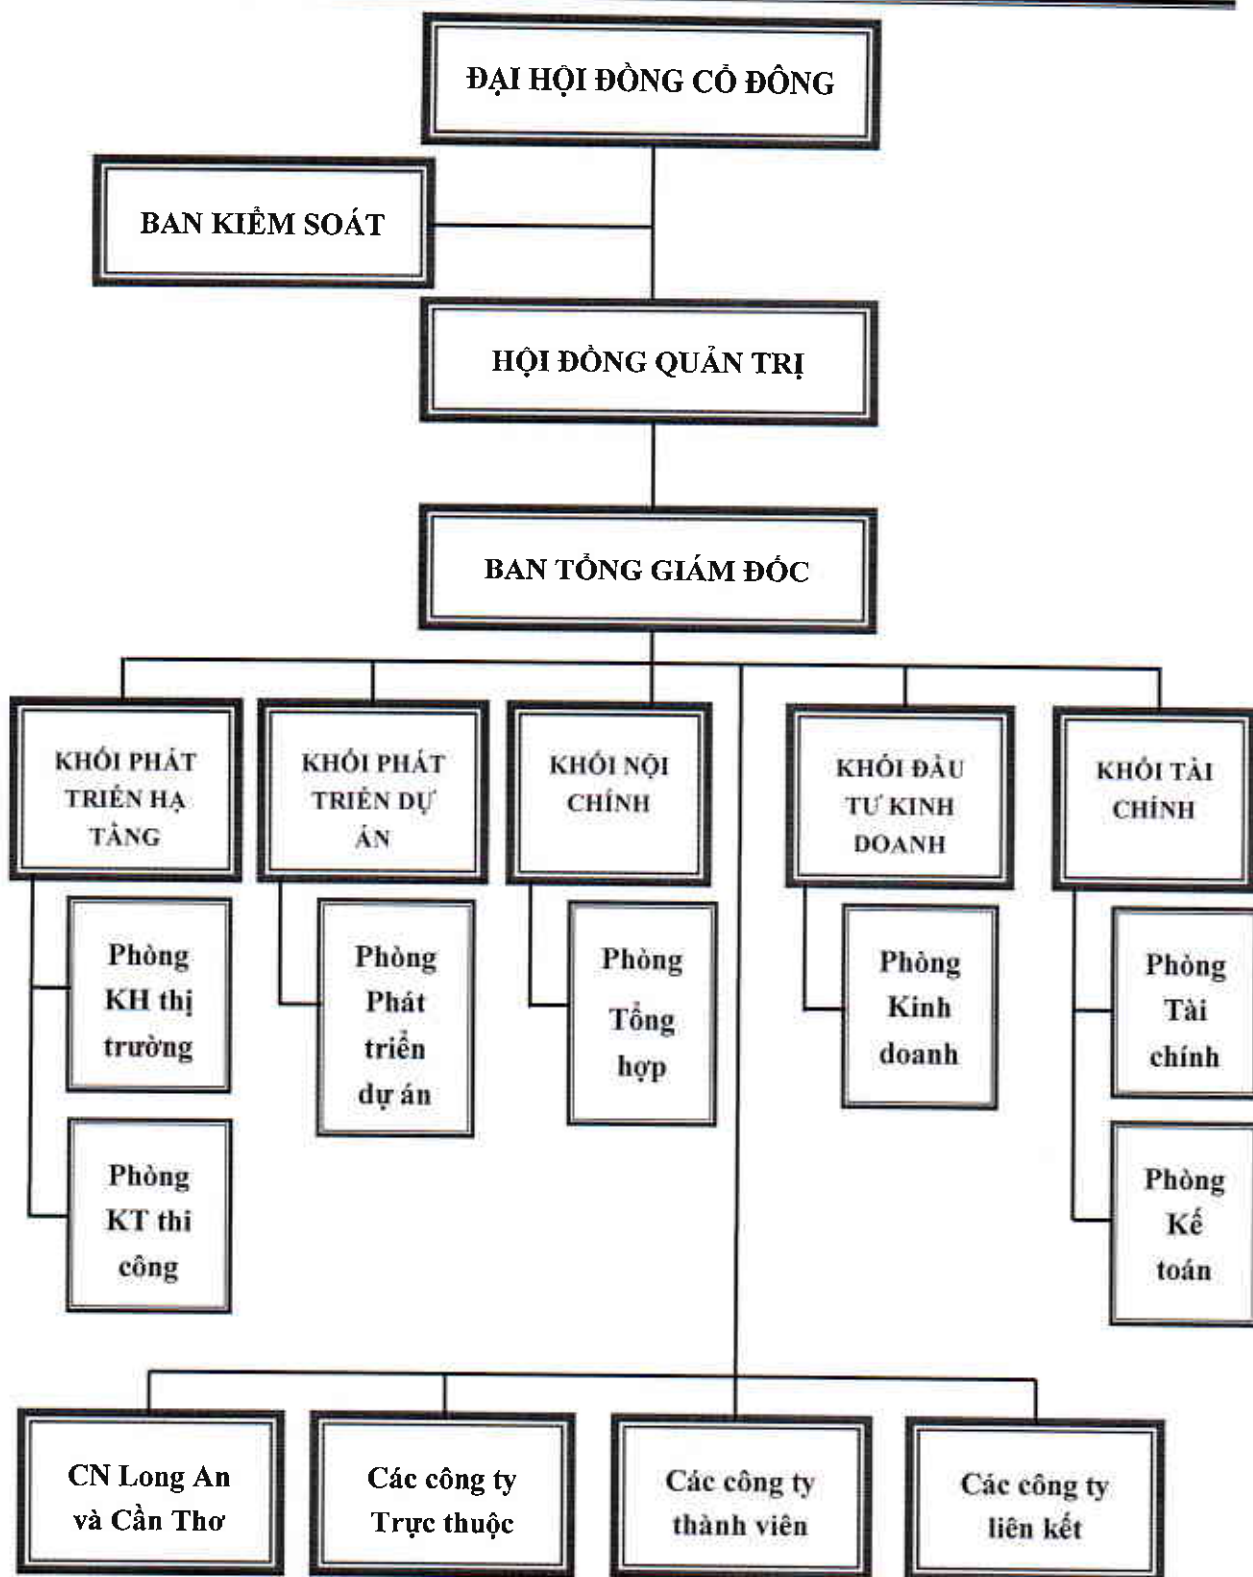 ĐẠI HỘI ĐỒNG CỔ ĐÔNG
BAN KIỂM SOÁT
HỘI ĐỒNG QUẢN TRỊ
BAN TỔNG GIÁM ĐỐC
KHỐI PHÁT
TRIỂN HẠ
TẦNG
KHỐI PHÁT
TRIỂN DỰ
ÁN
KHỐI NỘI
CHÍNH
KHỐI ĐẦU
TƯ KINH
DOANH
KHỐI TÀI
CHÍNH
Phòng
KH thị
trường
Phòng
Phát
triển
dự án
Phòng
Tổng
hợp
Phòng
Kinh
doanh
Phòng
Tài
chính
Phòng
KT thi
công
Phòng
Kế
toán
CN Long An
và Cần Thơ
Các công ty
Trực thuộc
Các công ty
thành viên
Các công ty
liên kết